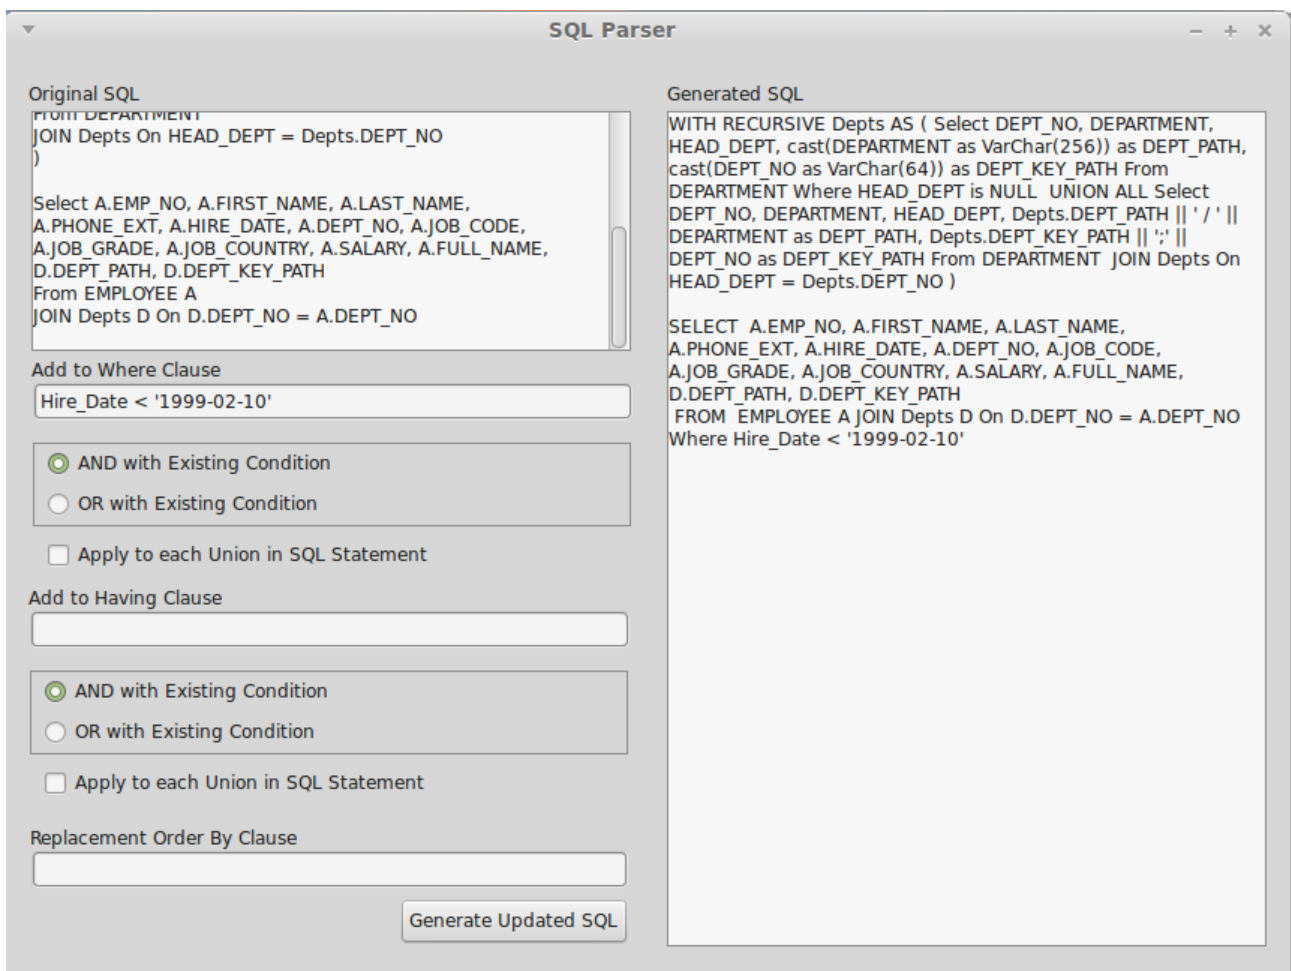 SQL Parser
Original SQL
From DEPARTMENT
JOIN Depts On HEAD_DEPT = Depts.DEPT_NO
)
Select A.EMP_NO, A.FIRST_NAME, A.LAST_NAME,
A.PHONE_EXT, A.HIRE_DATE, A.DEPT_NO, A.JOB_CODE,
A.JOB_GRADE, A.JOB_COUNTRY, A.SALARY, A.FULL_NAME,
D.DEPT_PATH, D.DEPT_KEY_PATH
From EMPLOYEE A
JOIN Depts D On D.DEPT_NO = A.DEPT_NO
Add to Where Clause
Hire_Date < '1999-02-10'
AND with Existing Condition
OR with Existing Condition
Apply to each Union in SQL Statement
Add to Having Clause
AND with Existing Condition
OR with Existing Condition
Apply to each Union in SQL Statement
Replacement Order By Clause
Generate Updated SQL
Generated SQL
WITH RECURSIVE Depts AS ( Select DEPT_NO, DEPARTMENT,
HEAD_DEPT, cast(DEPARTMENT as VarChar(256)) as DEPT_PATH,
cast(DEPT_NO as VarChar(64)) as DEPT_KEY_PATH From
DEPARTMENT Where HEAD_DEPT is NULL  UNION ALL Select
DEPT_NO, DEPARTMENT, HEAD_DEPT, Depts.DEPT_PATH || ' / ' ||
DEPARTMENT as DEPT_PATH, Depts.DEPT_KEY_PATH || ';' ||
DEPT_NO as DEPT_KEY_PATH From DEPARTMENT  JOIN Depts On
HEAD_DEPT = Depts.DEPT_NO )
SELECT  A.EMP_NO, A.FIRST_NAME, A.LAST_NAME,
A.PHONE_EXT, A.HIRE_DATE, A.DEPT_NO, A.JOB_CODE,
A.JOB_GRADE, A.JOB_COUNTRY, A.SALARY, A.FULL_NAME,
D.DEPT_PATH, D.DEPT_KEY_PATH
FROM  EMPLOYEE A JOIN Depts D On D.DEPT_NO = A.DEPT_NO
Where Hire_Date < '1999-02-10'